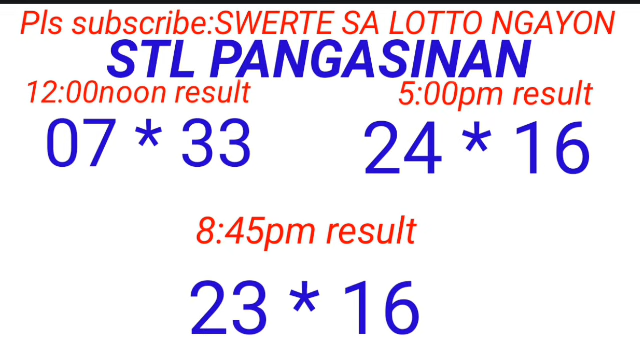 Pls subscribe:SWERTE SA LOTTO NGAYON
STL PANGASINAN
12:00noon result
07 * 33
5:00pm result
24 * 16
8:45pm result
23 * 16